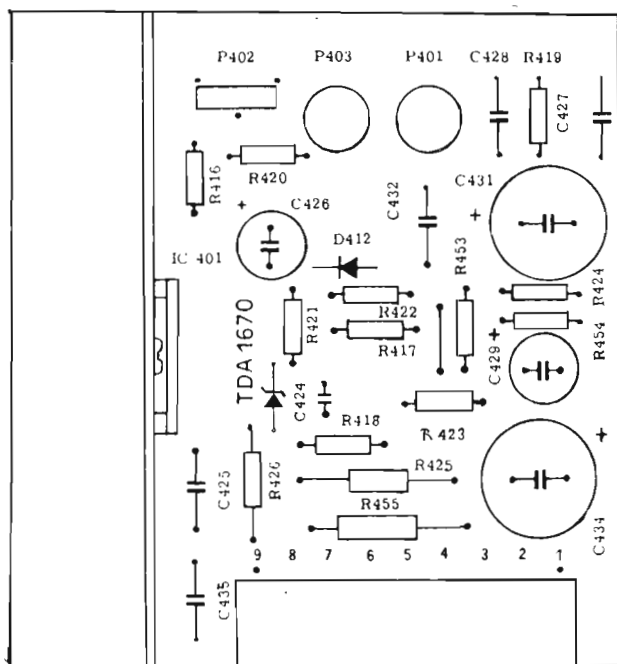 P402
P403
P401
C428
R419
C427
R416
R420
C426
C432
C431
+
+
IC 401
D412
R453
R424
TDA 1670
R421
R422
R417
C429
+
R454
C424
R418
R423
C425
R426
R425
R455
+
C434
9 8 7 6 5 4 3 2 1
C435